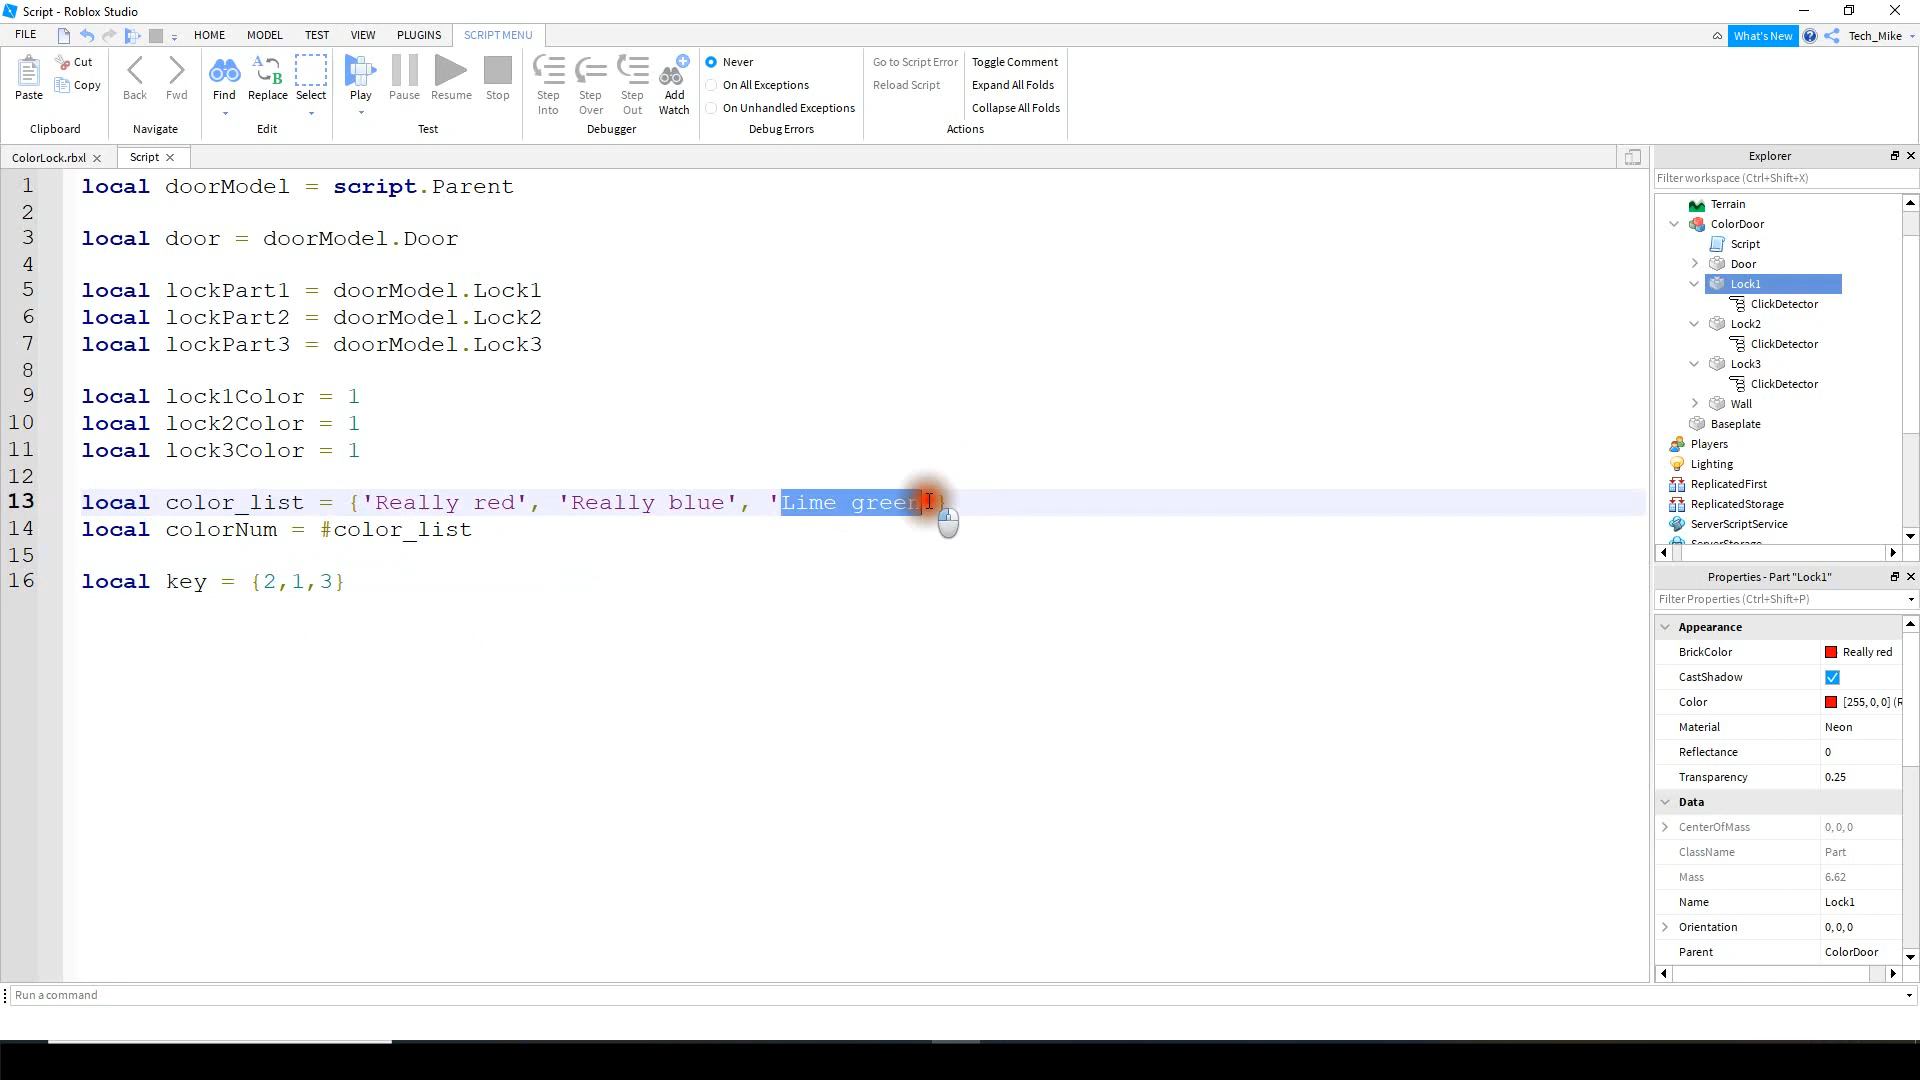 Script - Roblox Studio
FILE HOME MODEL TEST VIEW PLUGINS SCRIPT MENU What's New Tech_Mike
Paste Cut Copy Back Fwd Find Replace Select Play Pause Resume Stop Step Into Step Over Step Out Add Watch
Never
On All Exceptions
On Unhandled Exceptions
Go to Script Error
Reload Script
Toggle Comment
Expand All Folds
Collapse All Folds
Clipboard Navigate Edit Test Debugger Debug Errors Actions
ColorLock.rbxl Script
1 local doorModel = script.Parent
2
3 local door = doorModel.Door
4
5 local lockPart1 = doorModel.Lock1
6 local lockPart2 = doorModel.Lock2
7 local lockPart3 = doorModel.Lock3
8
9 local lock1Color = 1
10 local lock2Color = 1
11 local lock3Color = 1
12
13 local color_list = {'Really red', 'Really blue', 'Lime green'}
14 local colorNum = #color_list
15
16 local key = {2,1,3}
Explorer
Filter workspace (Ctrl+Shift+X)
Terrain
ColorDoor
Script
Door
Lock1
ClickDetector
Lock2
ClickDetector
Lock3
ClickDetector
Wall
Baseplate
Players
Lighting
ReplicatedFirst
ReplicatedStorage
ServerScriptService
ServerStorage
Properties - Part "Lock1"
Filter Properties (Ctrl+Shift+P)
Appearance
BrickColor Really red
CastShadow
Color [255, 0, 0] (R
Material Neon
Reflectance 0
Transparency 0.25
Data
CenterOfMass 0, 0, 0
ClassName Part
Mass 6.62
Name Lock1
Orientation 0, 0, 0
Parent ColorDoor
Run a command